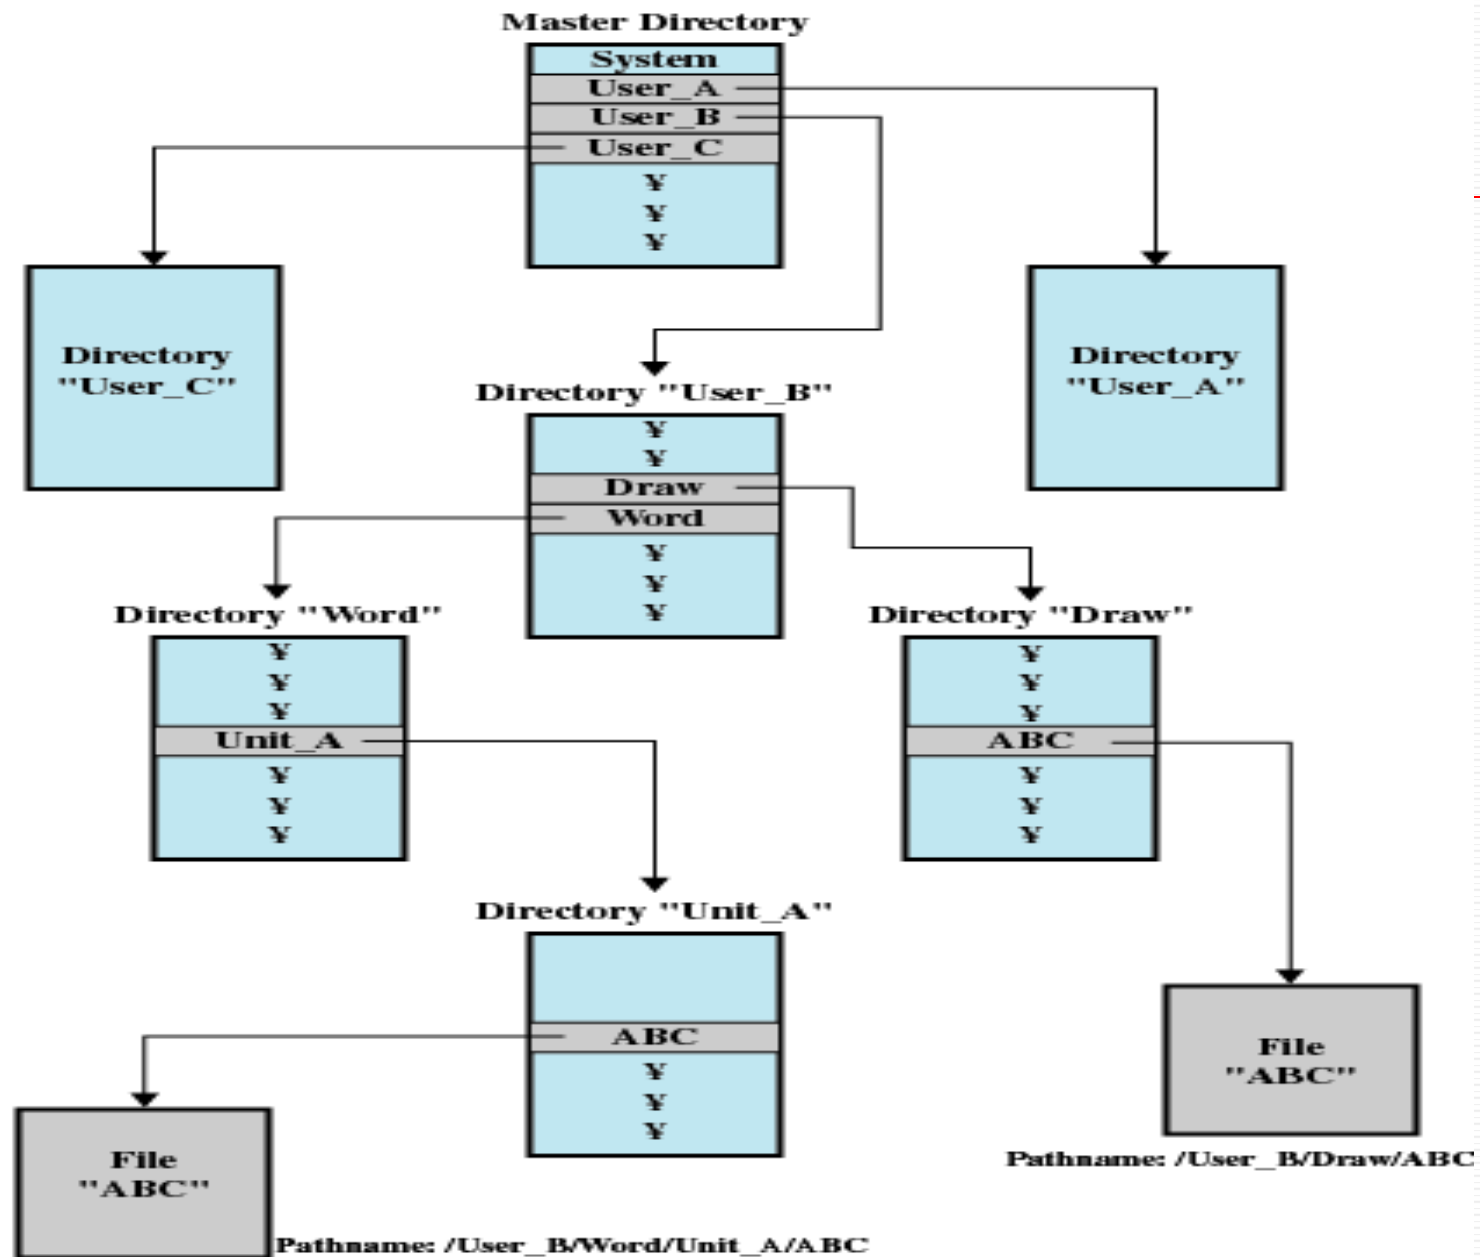 Master Directory
System
User_A
User_B
User_C
¥
¥
¥
Directory
"User_C"
Directory
"User_A"
Directory "User_B"
¥
¥
Draw
Word
¥
¥
¥
Directory "Word"
¥
¥
¥
Unit_A
¥
¥
¥
Directory "Draw"
¥
¥
¥
ABC
¥
¥
¥
Directory "Unit_A"
ABC
¥
¥
¥
File
"ABC"
Pathname: /User_B/Draw/ABC
File
"ABC"
Pathname: /User_B/Word/Unit_A/ABC